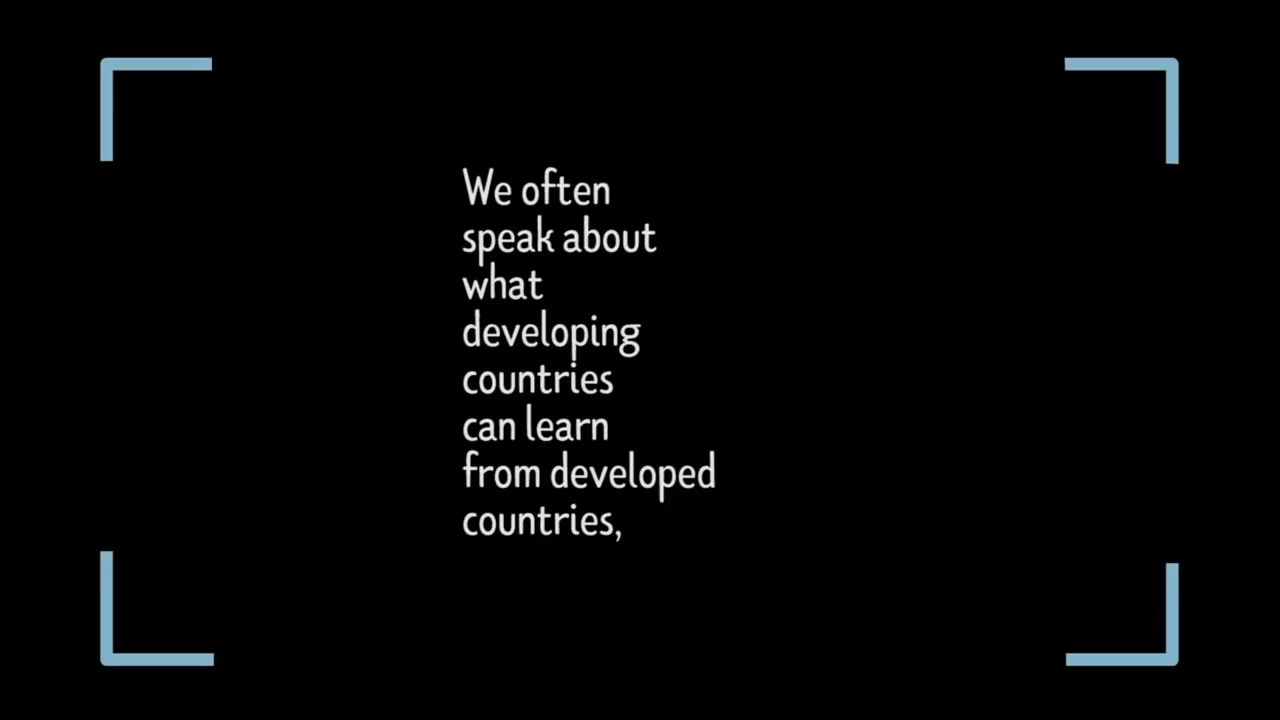 We often
speak about
what
developing
countries
can learn
from developed
countries,